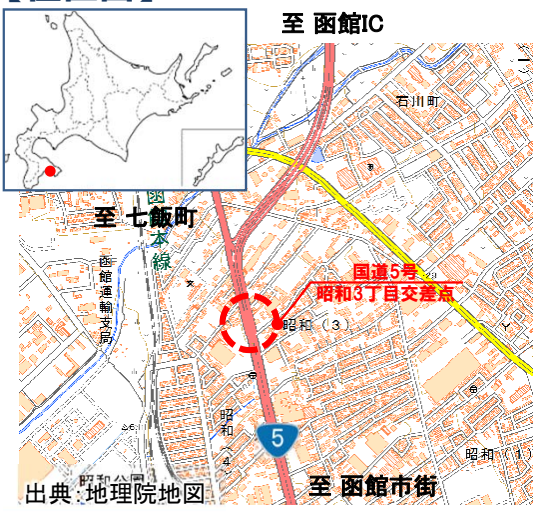 至 函館IC
石川町
至 七飯町
函館本線
函館運輸支局
国道5号
昭和3丁目交差点
昭和（3）
昭和（4）
5
昭和（1）
昭和公園
至 函館市街
出典：地理院地図